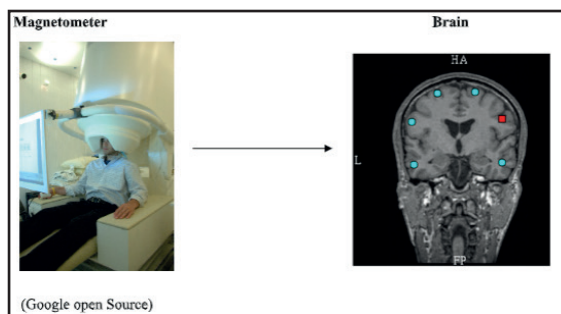 Magnetometer
Brain
HA
L
FP
(Google open Source)